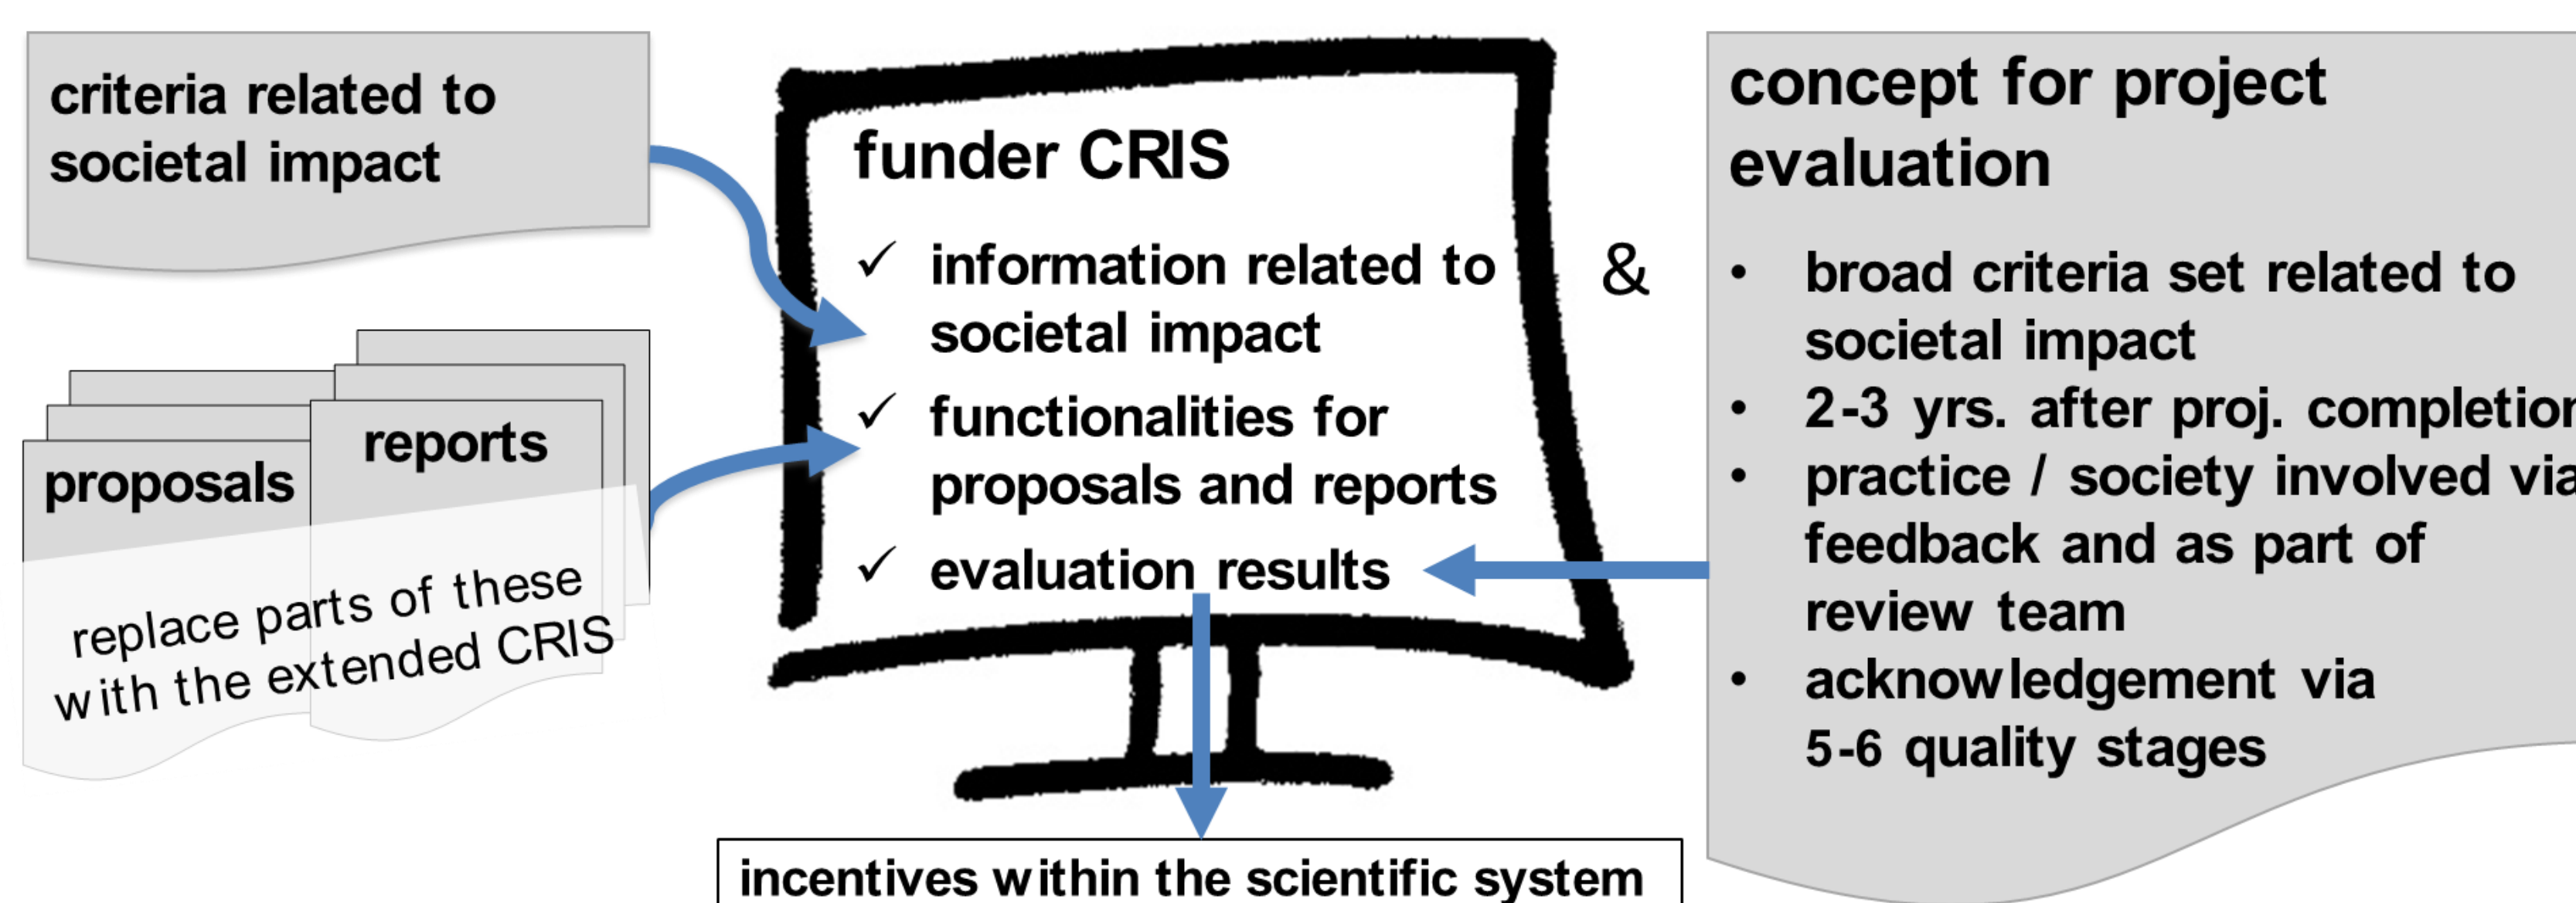 criteria related to
societal impact
proposals
reports
replace parts of these
with the extended CRIS
funder CRIS
✓ information related to
societal impact
✓ functionalities for
proposals and reports
✓ evaluation results
&
concept for project
evaluation
• broad criteria set related to
societal impact
• 2-3 yrs. after proj. completion
• practice / society involved via
feedback and as part of
review team
• acknowledgement via
5-6 quality stages
incentives within the scientific system